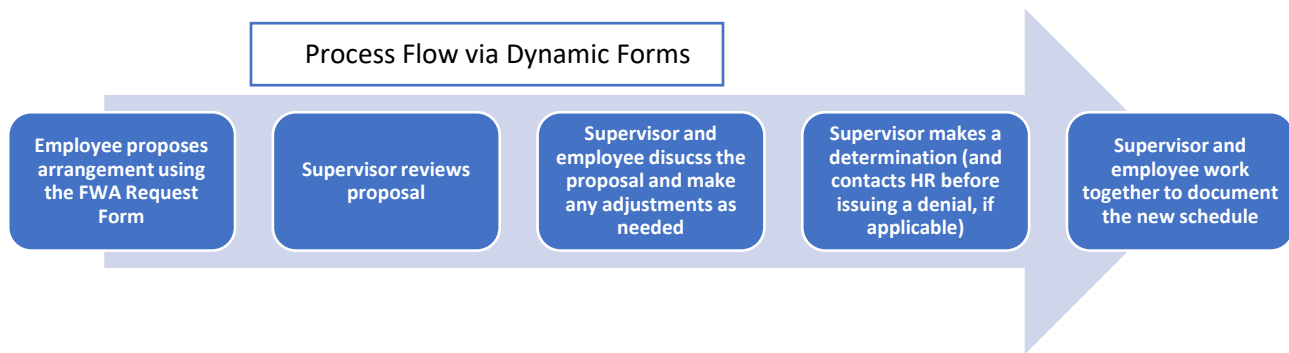 Process Flow via Dynamic Forms
Employee proposes
arrangement using
the FWA Request
Form
Supervisor reviews
proposal
Supervisor and
employee disucss the
proposal and make
any adjustments as
needed
Supervisor makes a
determination (and
contacts HR before
issuing a denial, if
applicable)
Supervisor and
employee work
together to document
the new schedule